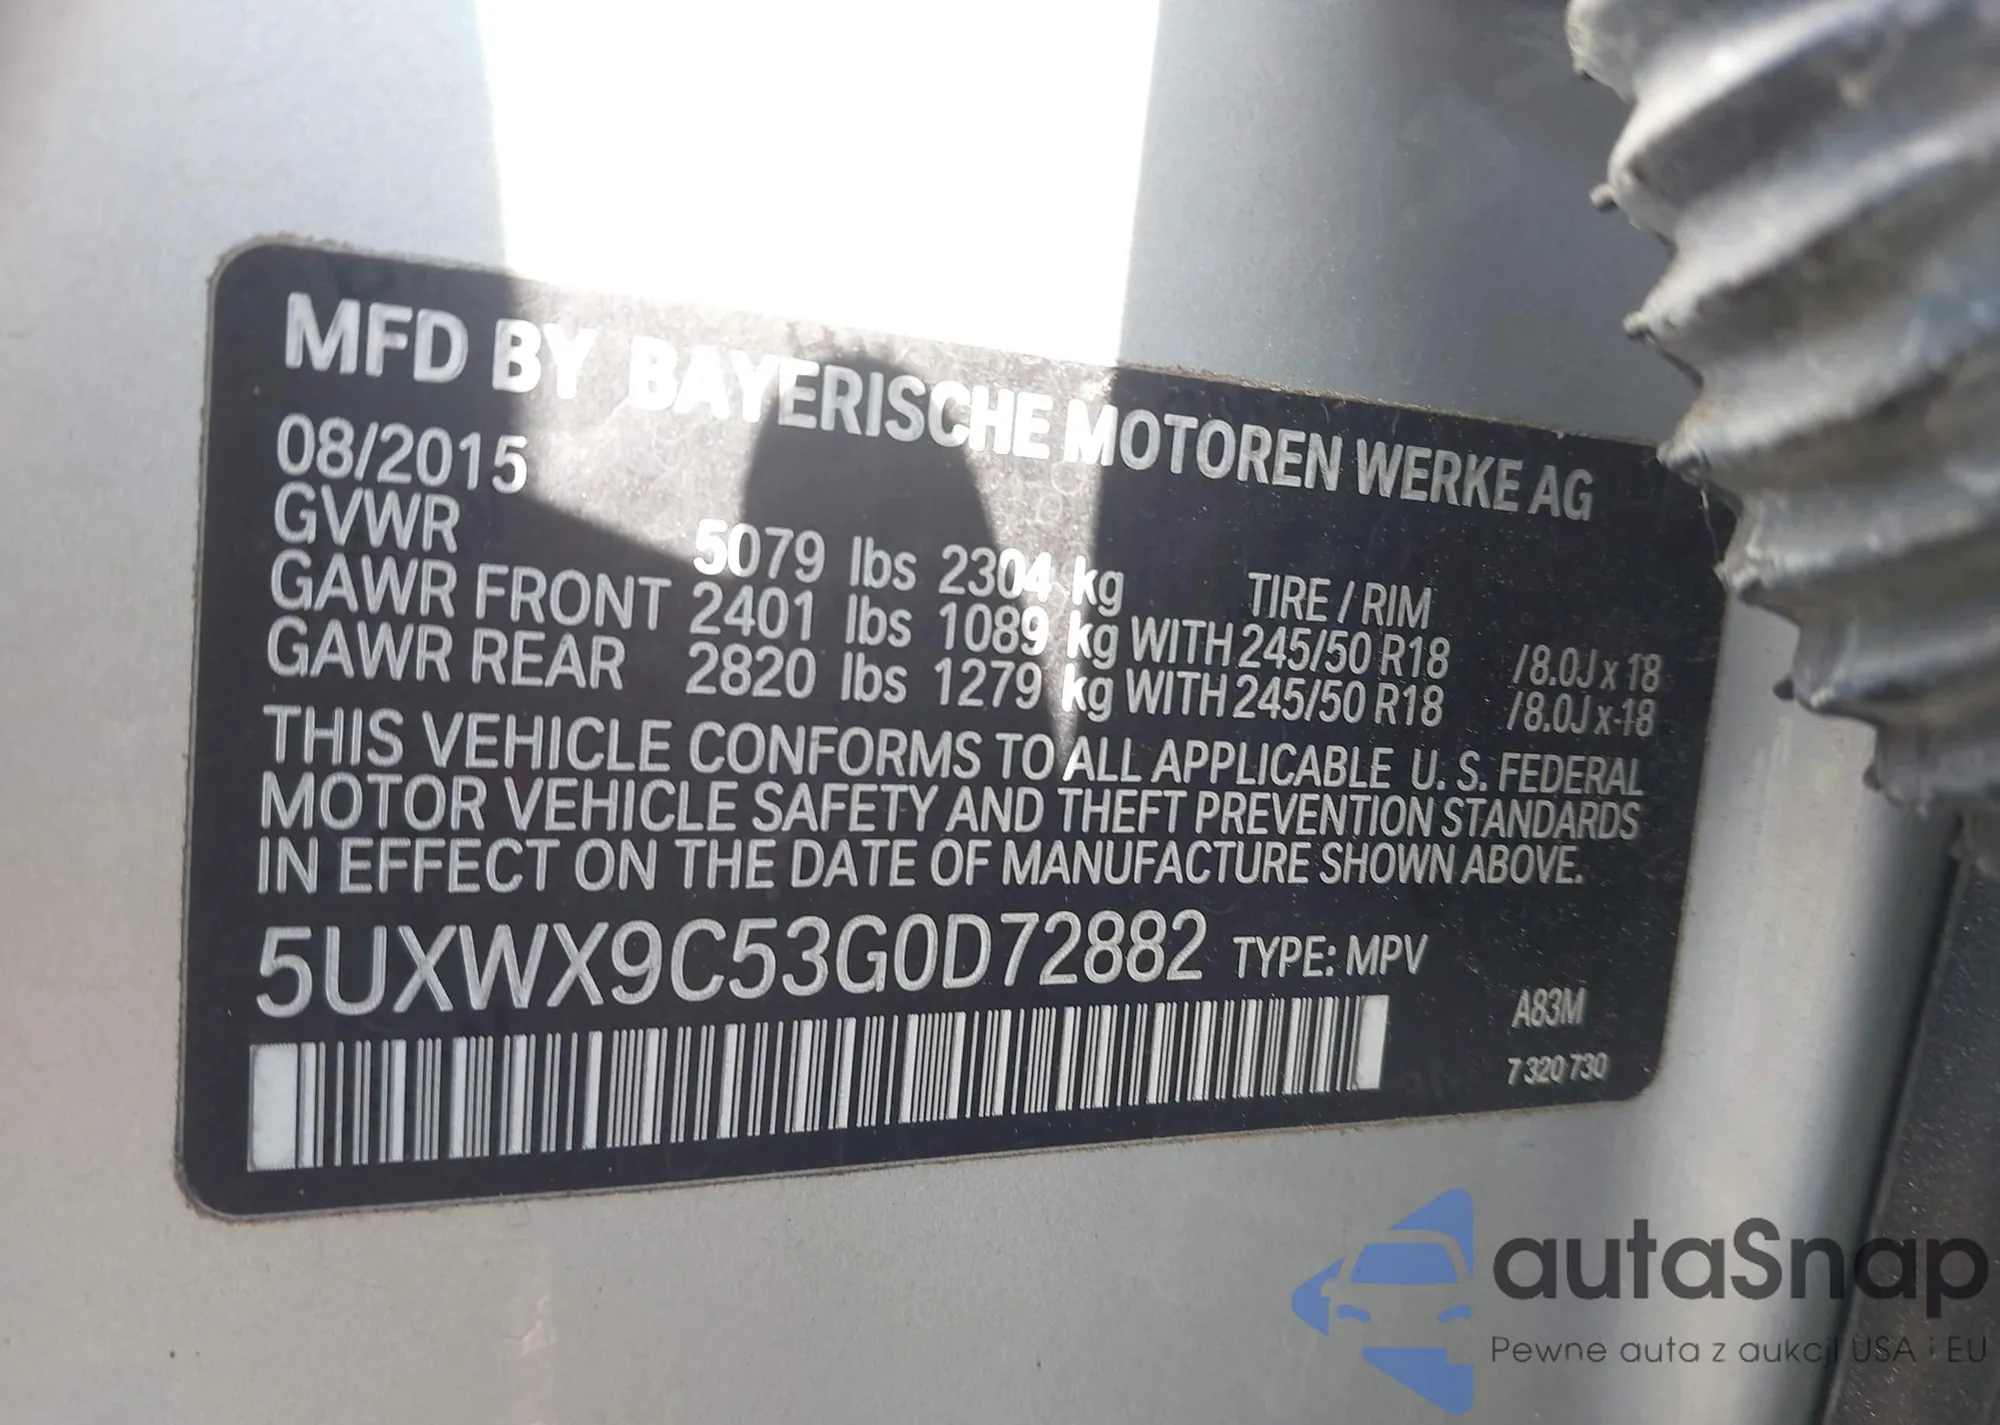 MFD BY BAYERISCHE MOTOREN WERKE AG
08/2015
GVWR 5079 lbs 2304 kg TIRE / RIM
GAWR FRONT 2401 lbs 1089 kg WITH 245/50 R18 /8.0J x 18
GAWR REAR 2820 lbs 1279 kg WITH 245/50 R18 /8.0J x 18
THIS VEHICLE CONFORMS TO ALL APPLICABLE U. S. FEDERAL
MOTOR VEHICLE SAFETY AND THEFT PREVENTION STANDARDS
IN EFFECT ON THE DATE OF MANUFACTURE SHOWN ABOVE.
5UXWX9C53G0D72882 TYPE: MPV
A83M
7 320 730
autaSnap
Pewne auta z aukcji USA i EU